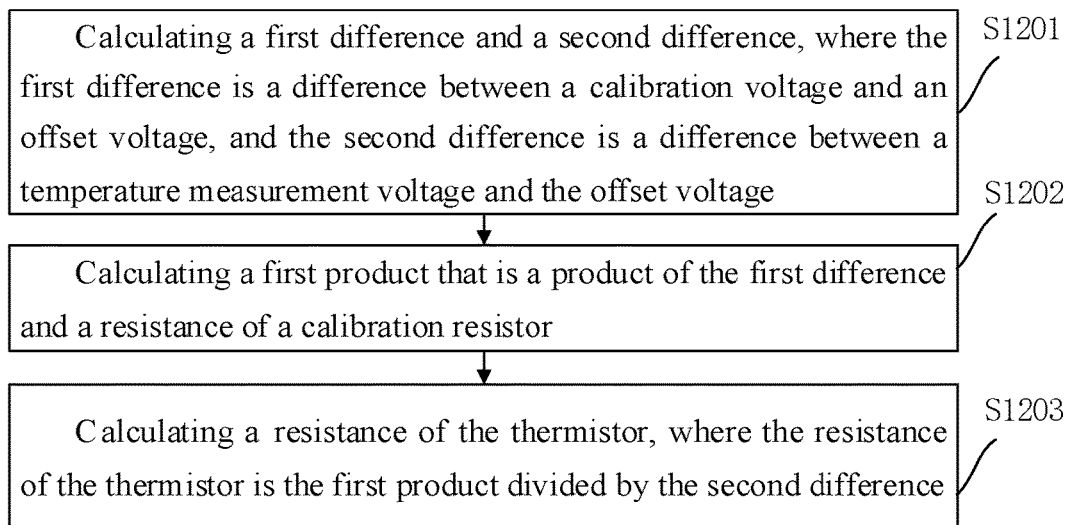 Calculating a first difference and a second difference, where the
first difference is a difference between a calibration voltage and an
offset voltage, and the second difference is a difference between a
temperature measurement voltage and the offset voltage
S1201
Calculating a first product that is a product of the first difference
and a resistance of a calibration resistor
S1202
Calculating a resistance of the thermistor, where the resistance
of the thermistor is the first product divided by the second difference
S1203